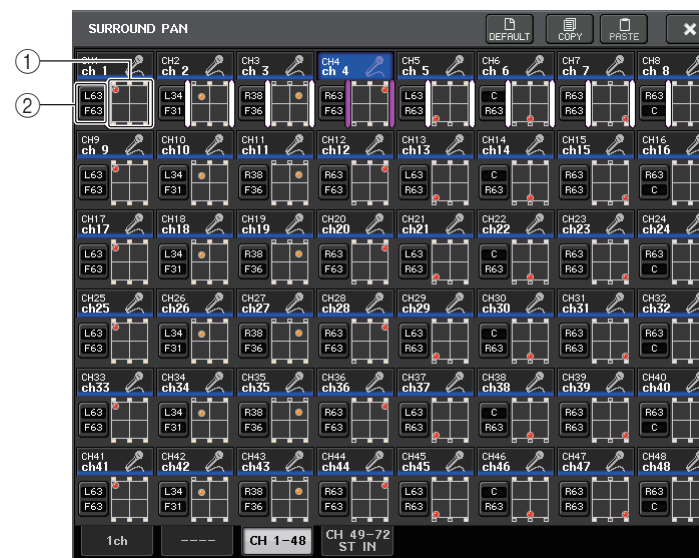 SURROUND PAN DEFAULT COPY PASTE
①
②
CH1 CH2 CH3 CH4 CH5 CH6 CH7 CH8
ch 1 ch 2 ch 3 ch 4 ch 5 ch 6 ch 7 ch 8
L63 L34 R38 R63 L63 C R63 R63
F63 F31 F36 F63 R63 R63 R63 C
CH9 CH10 CH11 CH12 CH13 CH14 CH15 CH16
ch 9 ch10 ch11 ch12 ch13 ch14 ch15 ch16
L63 L34 R38 R63 L63 C R63 R63
F63 F31 F36 F63 R63 R63 R63 C
CH17 CH18 CH19 CH20 CH21 CH22 CH23 CH24
ch17 ch18 ch19 ch20 ch21 ch22 ch23 ch24
L63 L34 R38 R63 L63 C R63 R63
F63 F31 F36 F63 R63 R63 R63 C
CH25 CH26 CH27 CH28 CH29 CH30 CH31 CH32
ch25 ch26 ch27 ch28 ch29 ch30 ch31 ch32
L63 L34 R38 R63 L63 C R63 R63
F63 F31 F36 F63 R63 R63 R63 C
CH33 CH34 CH35 CH36 CH37 CH38 CH39 CH40
ch33 ch34 ch35 ch36 ch37 ch38 ch39 ch40
L63 L34 R38 R63 L63 C R63 R63
F63 F31 F36 F63 R63 R63 R63 C
CH41 CH42 CH43 CH44 CH45 CH46 CH47 CH48
ch41 ch42 ch43 ch44 ch45 ch46 ch47 ch48
L63 L34 R38 R63 L63 C R63 R63
F63 F31 F36 F63 R63 R63 R63 C
1ch ---- CH 1-48 CH 49-72
ST IN